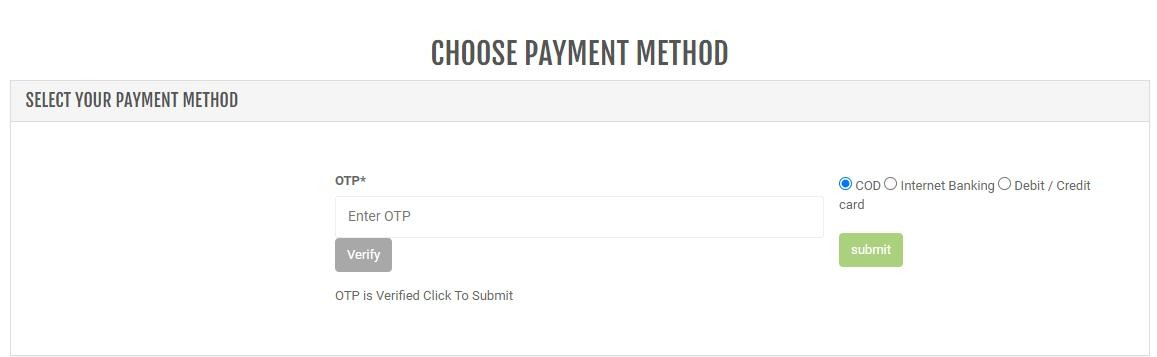 CHOOSE PAYMENT METHOD
SELECT YOUR PAYMENT METHOD
OTP*
Enter OTP
Verify
OTP is Verified Click To Submit
COD Internet Banking Debit / Credit
card
submit